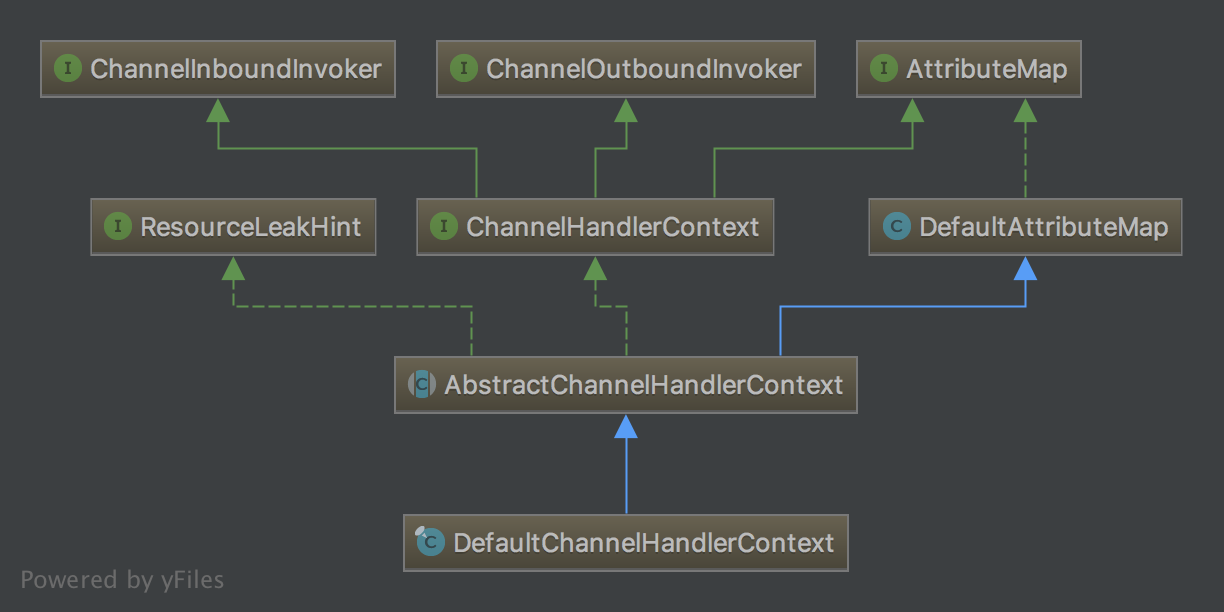 ChannelInboundInvoker
ChannelOutboundInvoker
AttributeMap
ResourceLeakHint
ChannelHandlerContext
DefaultAttributeMap
AbstractChannelHandlerContext
DefaultChannelHandlerContext
Powered by yFiles